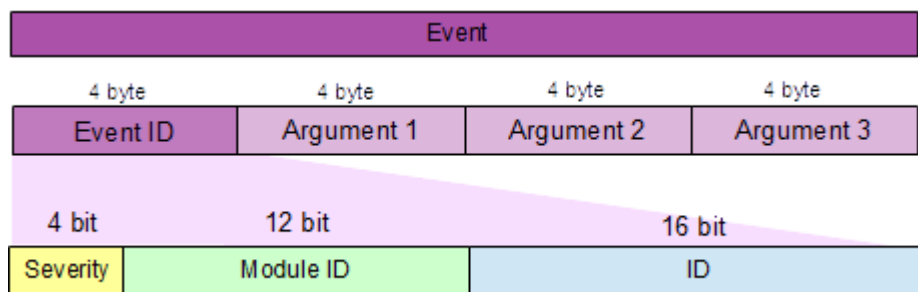 Event
4 byte 4 byte 4 byte 4 byte
Event ID Argument 1 Argument 2 Argument 3
4 bit 12 bit 16 bit
Severity Module ID ID